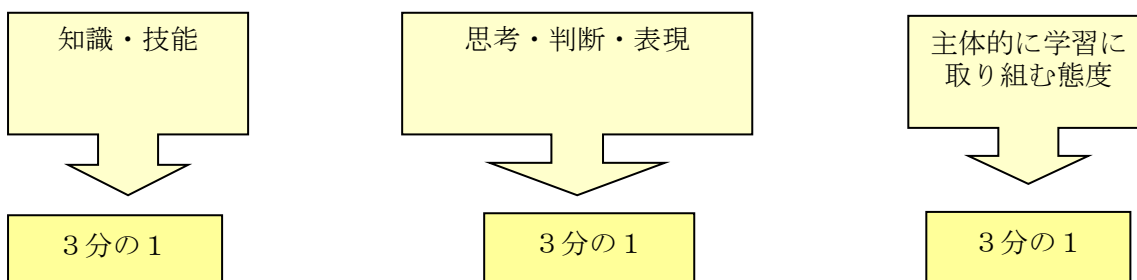 知識・技能
思考・判断・表現
主体的に学習に
取り組む態度
３分の１
３分の１
３分の１